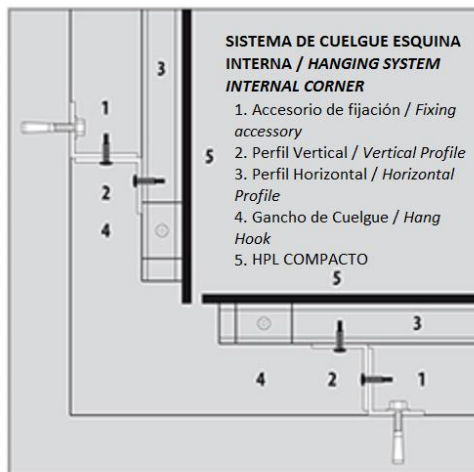 SISTEMA DE CUELGUE ESQUINA
INTERNA / HANGING SYSTEM
INTERNAL CORNER
1. Accesorio de fijación / Fixing
accessory
2. Perfil Vertical / Vertical Profile
3. Perfil Horizontal / Horizontal
Profile
4. Gancho de Cuelgue / Hang
Hook
5. HPL COMPACTO
3
1
5
2
4
5
3
4
2
1